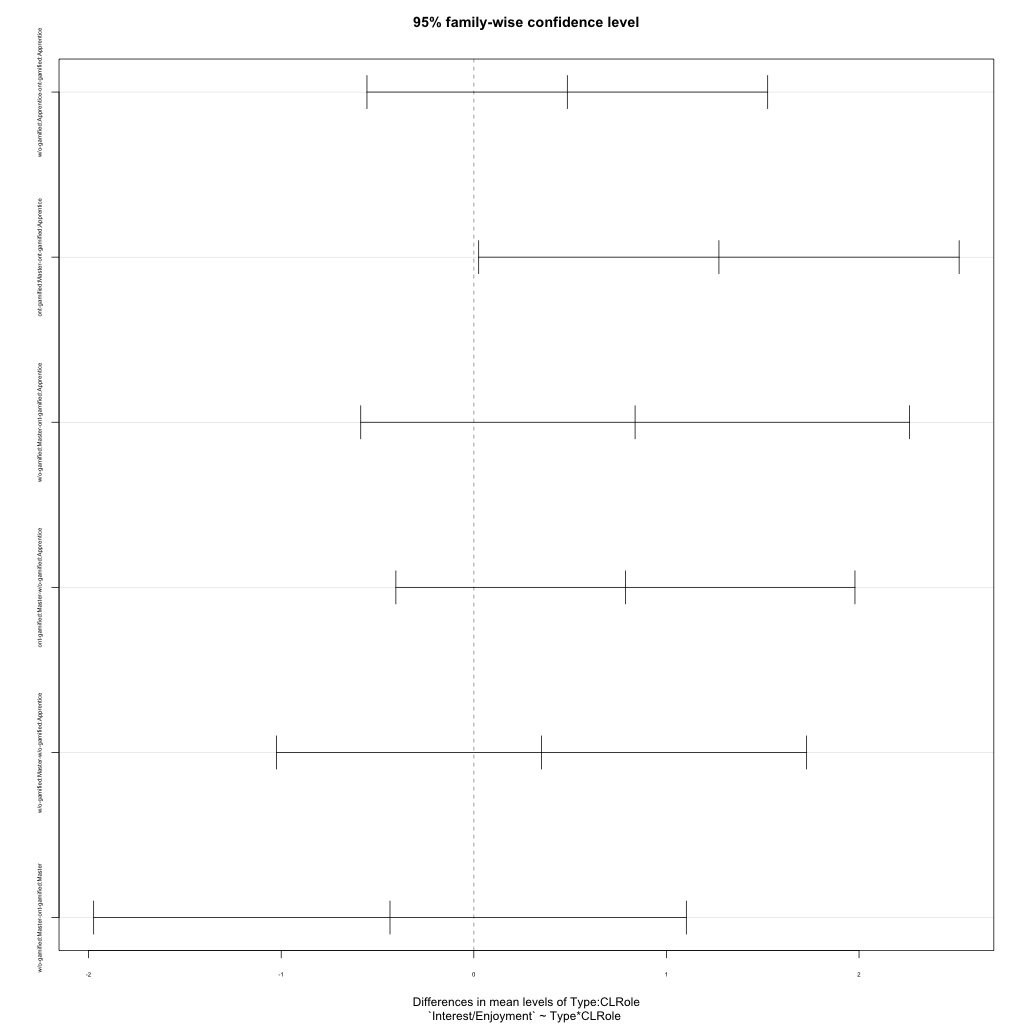 95% family-wise confidence level
w/o-gamified:Apprentice-ont-gamified:Apprentice
ont-gamified:Master-ont-gamified:Apprentice
w/o-gamified:Master-ont-gamified:Apprentice
ont-gamified:Master-w/o-gamified:Apprentice
w/o-gamified:Master-w/o-gamified:Apprentice
w/o-gamified:Master-ont-gamified:Master
-2 -1 0 1 2
Differences in mean levels of Type:CLRole
`Interest/Enjoyment` ~ Type*CLRole